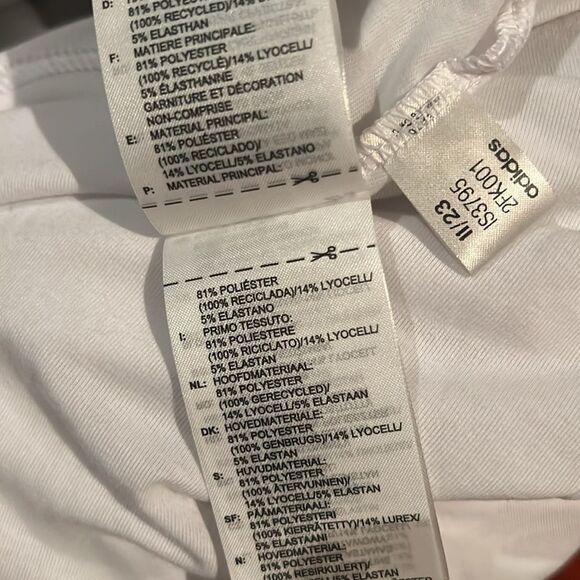 D:
81% POLYESTER
(100% RECYCELT)/14% LYOCELL/
5% ELASTHAN
F: MATIERE PRINCIPALE:
81% POLYESTER
(100% RECYCLÉ)/14% LYOCELL/
5% ÉLASTHANNE
GARNITURE ET DÉCORATION
NON-COMPRISE
E: MATERIAL PRINCIPAL:
81% POLIÉSTER
(100% RECICLADO)/
14% LYOCELL/5% ELASTANO
P: MATERIAL PRINCIPAL:
81% POLIÉSTER
(100% RECICLADA)/14% LYOCELL/
5% ELASTANO
I: PRIMO TESSUTO:
81% POLIESTERE
(100% RICICLATO)/14% LYOCELL/
5% ELASTAN
NL: HOOFDMATERIAAL:
81% POLYESTER
(100% GERECYCLED)/
14% LYOCELL/5% ELASTAAN
DK: HOVEDMATERIALE:
81% POLYESTER
(100% GENBRUGS)/14% LYOCELL/
5% ELASTAN
S: HUVUDMATERIAL:
81% POLYESTER
(100% ÅTERVUNNEN)/
14% LYOCELL/5% ELASTAN
SF: PÄÄMATERIAALI:
81% POLYESTERI
(100% KIERRÄTETTY)/14% LUREX/
5% ELASTAANI
N: HOVEDMATERIAL:
81% POLYESTER
(100% RESIRKULERT)/
adidas
2FK001
IS3795
11/23